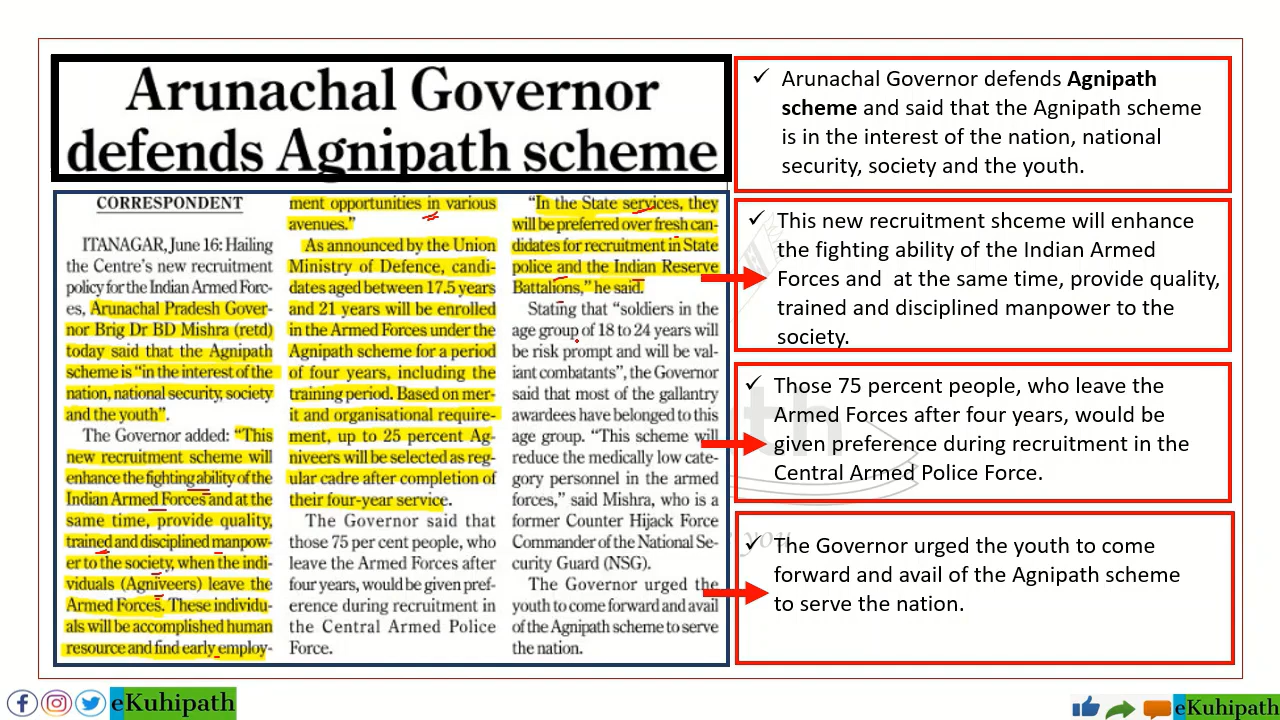 Arunachal Governor
defends Agnipath scheme
CORRESPONDENT
ITANAGAR, June 16: Hailing
the Centre's new recruitment
policy for the Indian Armed Forc-
es, Arunachal Pradesh Gover-
nor Brig Dr BD Mishra (retd)
today said that the Agnipath
scheme is "in the interest of the
nation, national security, society
and the youth".
The Governor added: "This
new recruitment scheme will
enhance the fighting ability of the
Indian Armed Forces and at the
same time, provide quality,
trained and disciplined manpow-
er to the society, when the indi-
viduals (Agniveers) leave the
Armed Forces. These individu-
als will be accomplished human
resource and find early employ-
ment opportunities in various
avenues."
As announced by the Union
Ministry of Defence, candi-
dates aged between 17.5 years
and 21 years will be enrolled
in the Armed Forces under the
Agnipath scheme for a period
of four years, including the
training period. Based on mer-
it and organisational require-
ment, up to 25 percent Ag-
niveers will be selected as reg-
ular cadre after completion of
their four-year service.
The Governor said that
those 75 per cent people, who
leave the Armed Forces after
four years, would be given pref-
erence during recruitment in
the Central Armed Police
Force.
"In the State services, they
will be preferred over fresh can-
didates for recruitment in State
police and the Indian Reserve
Battalions," he said.
Stating that "soldiers in the
age group of 18 to 24 years will
be risk prompt and will be val-
iant combatants", the Governor
said that most of the gallantry
awardees have belonged to this
age group. "This scheme will
reduce the medically low cate-
gory personnel in the armed
forces," said Mishra, who is a
former Counter Hijack Force
Commander of the National Se-
curity Guard (NSG).
The Governor urged the
youth to come forward and avail
of the Agnipath scheme to serve
the nation.
✓ Arunachal Governor defends Agnipath
scheme and said that the Agnipath scheme
is in the interest of the nation, national
security, society and the youth.
✓ This new recruitment shceme will enhance
the fighting ability of the Indian Armed
Forces and at the same time, provide quality,
trained and disciplined manpower to the
society.
✓ Those 75 percent people, who leave the
Armed Forces after four years, would be
given preference during recruitment in the
Central Armed Police Force.
✓ The Governor urged the youth to come
forward and avail of the Agnipath scheme
to serve the nation.
eKuhipath
eKuhipath